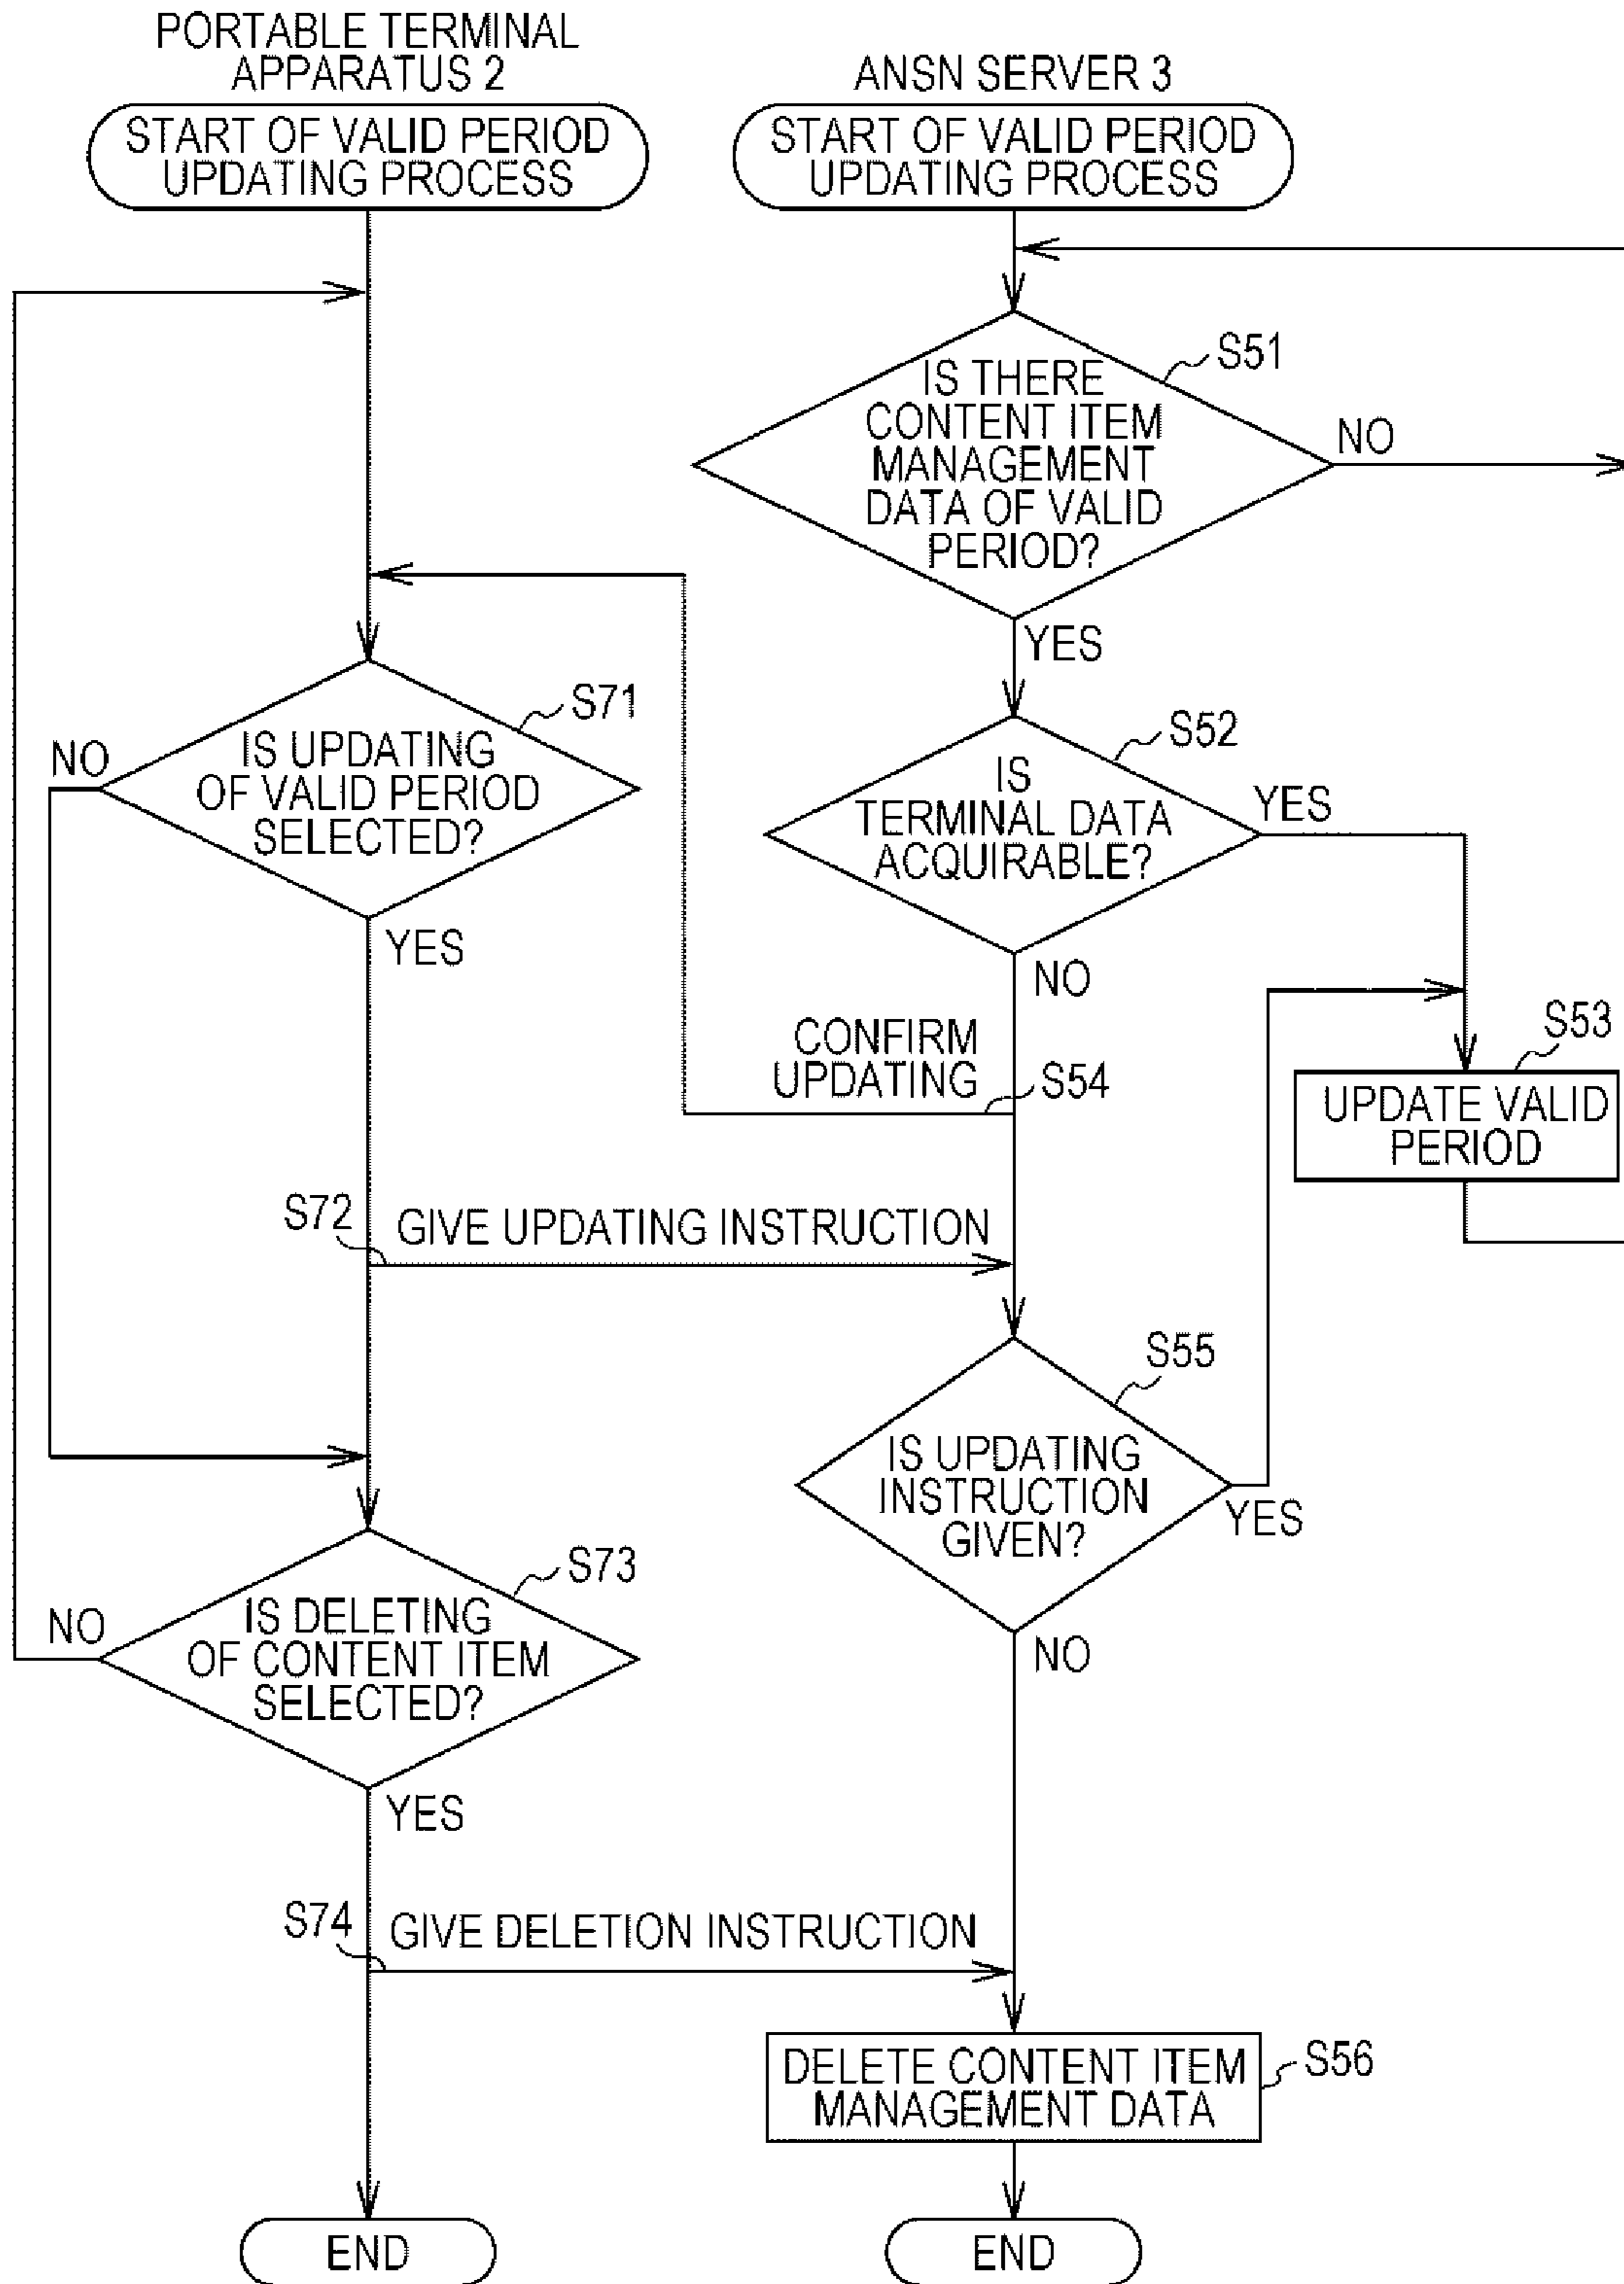 PORTABLE TERMINAL
APPARATUS 2
START OF VALID PERIOD
UPDATING PROCESS
ANSN SERVER 3
START OF VALID PERIOD
UPDATING PROCESS
S51
IS THERE
CONTENT ITEM
MANAGEMENT
DATA OF VALID
PERIOD?
NO
YES
S71
IS UPDATING
OF VALID PERIOD
SELECTED?
NO
YES
S52
IS
TERMINAL DATA
ACQUIRABLE?
YES
NO
CONFIRM
UPDATING
S54
S53
UPDATE VALID
PERIOD
S72
GIVE UPDATING INSTRUCTION
S55
IS UPDATING
INSTRUCTION
GIVEN?
YES
NO
S73
IS DELETING
OF CONTENT ITEM
SELECTED?
NO
YES
S74
GIVE DELETION INSTRUCTION
DELETE CONTENT ITEM
MANAGEMENT DATA
S56
END
END